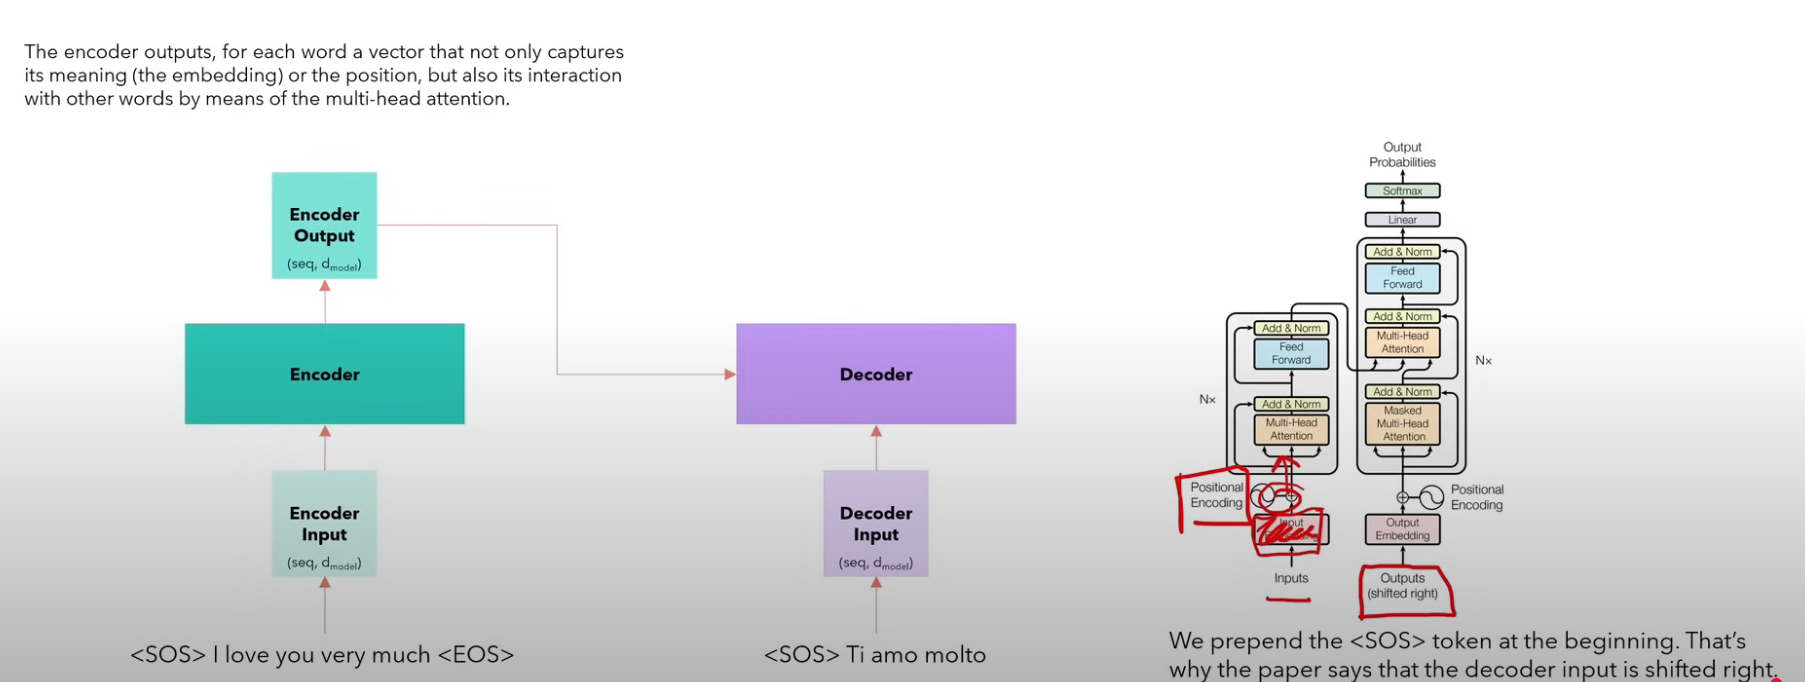 The encoder outputs, for each word a vector that not only captures
its meaning (the embedding) or the position, but also its interaction
with other words by means of the multi-head attention.
Encoder
Output
(seq, dmodel)
Encoder
Encoder
Input
(seq, dmodel)
<SOS> I love you very much <EOS>
Decoder
Decoder
Input
(seq, dmodel)
<SOS> Ti amo molto
Output
Probabilities
Softmax
Linear
Add & Norm
Feed
Forward
Add & Norm
Multi-Head
Attention
Nx
Add & Norm
Masked
Multi-Head
Attention
Positional
Encoding
Output
Embedding
Outputs
(shifted right)
Add & Norm
Feed
Forward
Nx
Add & Norm
Multi-Head
Attention
Positional
Encoding
Input
Inputs
We prepend the <SOS> token at the beginning. That's
why the paper says that the decoder input is shifted right.